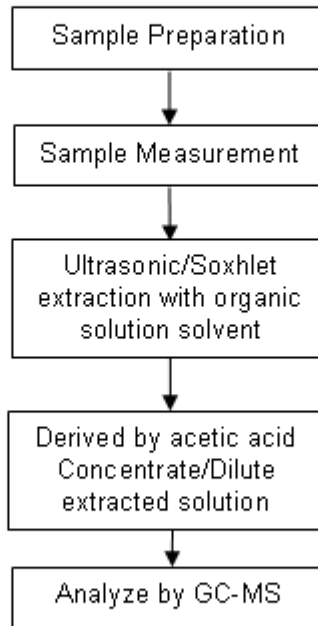 Sample Preparation
Sample Measurement
Ultrasonic/Soxhlet
extraction with organic
solution solvent
Derived by acetic acid
Concentrate/Dilute
extracted solution
Analyze by GC-MS